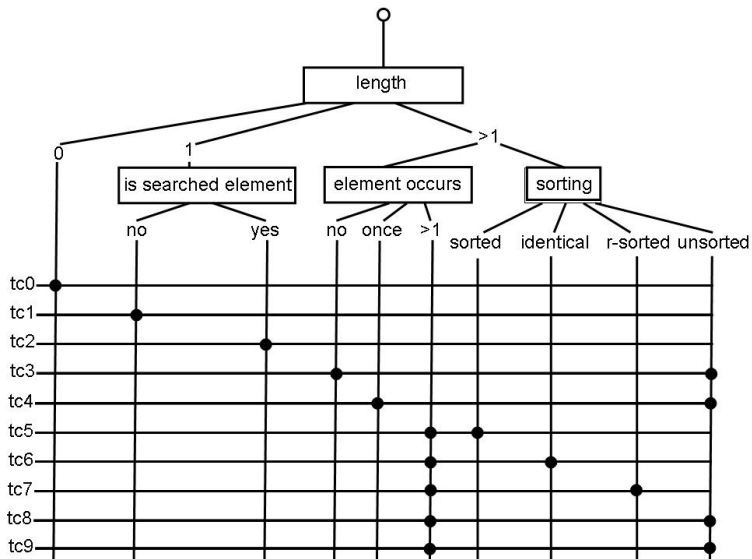 length
0 1 >1
is searched element element occurs sorting
no yes no once >1 sorted identical r-sorted unsorted
tc0
tc1
tc2
tc3
tc4
tc5
tc6
tc7
tc8
tc9